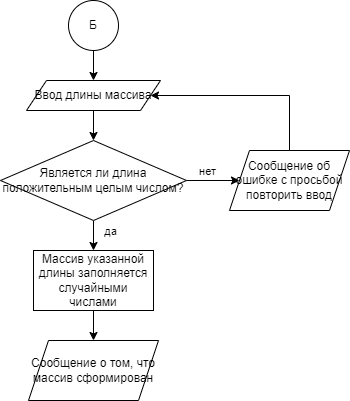 Б
Ввод длины массива
Является ли длина
положительным целым числом?
нет
Сообщение об
ошибке с просьбой
повторить ввод
да
Массив указанной
длины заполняется
случайными
числами
Сообщение о том, что
массив сформирован